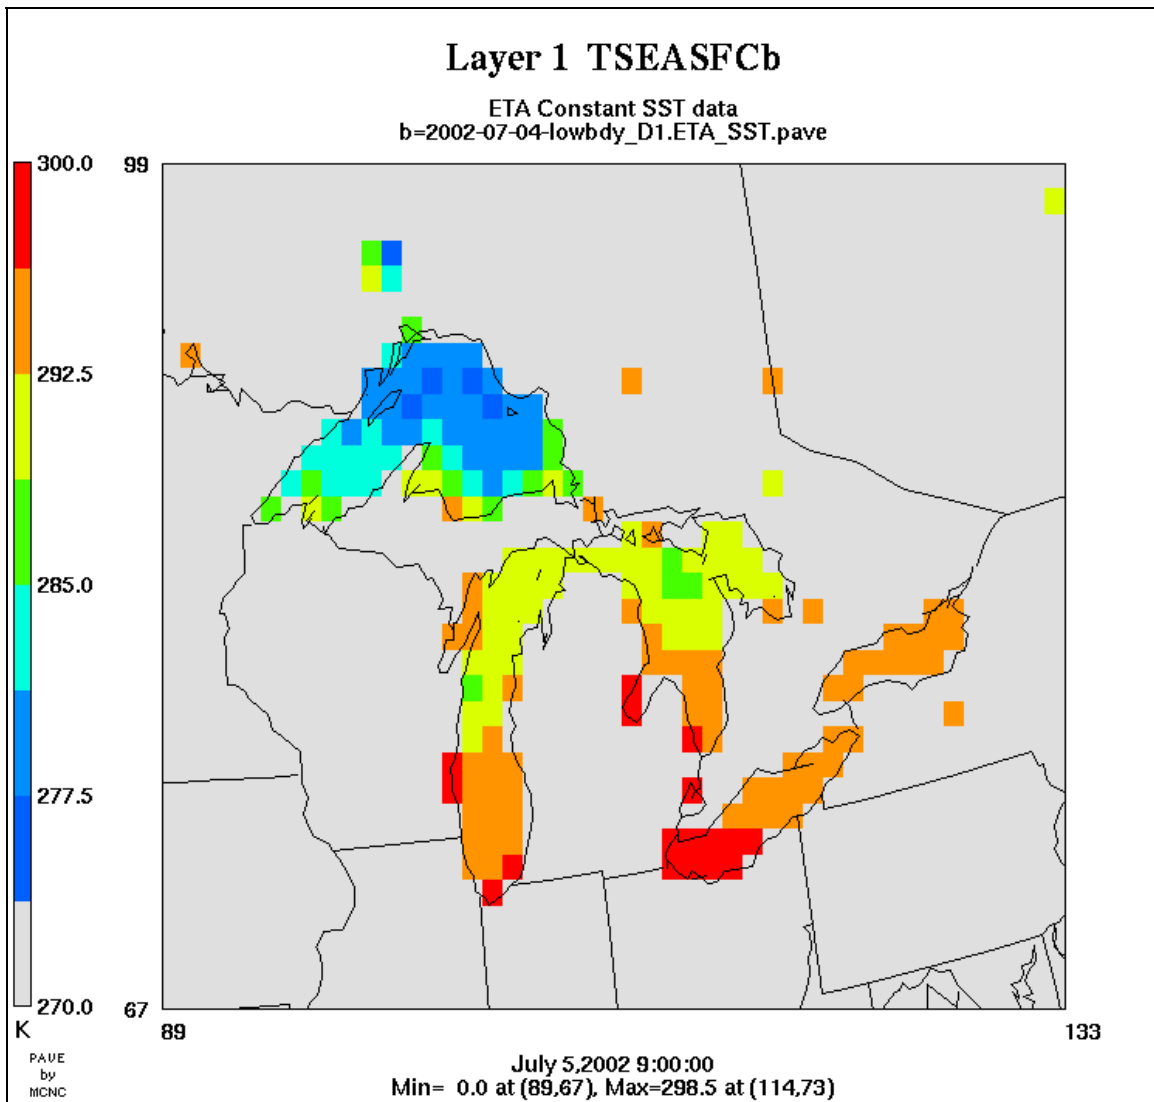 Layer 1 TSEASFCb
ETA Constant SST data
b=2002-07-04-lowbdy_D1.ETA_SST.pave
300.0
99
292.5
285.0
277.5
270.0
67
K
89
133
PAVE
by
MCNC
July 5,2002 9:00:00
Min= 0.0 at (89,67), Max=298.5 at (114,73)